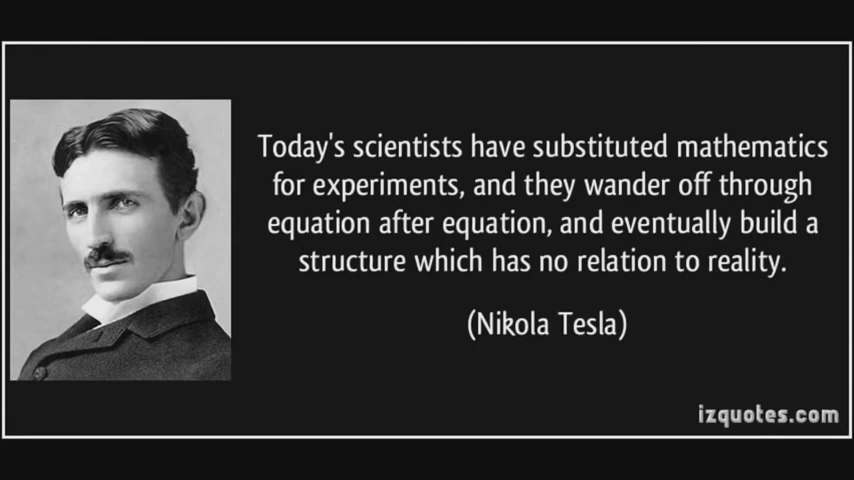 Today's scientists have substituted mathematics
for experiments, and they wander off through
equation after equation, and eventually build a
structure which has no relation to reality.
(Nikola Tesla)
izquotes.com